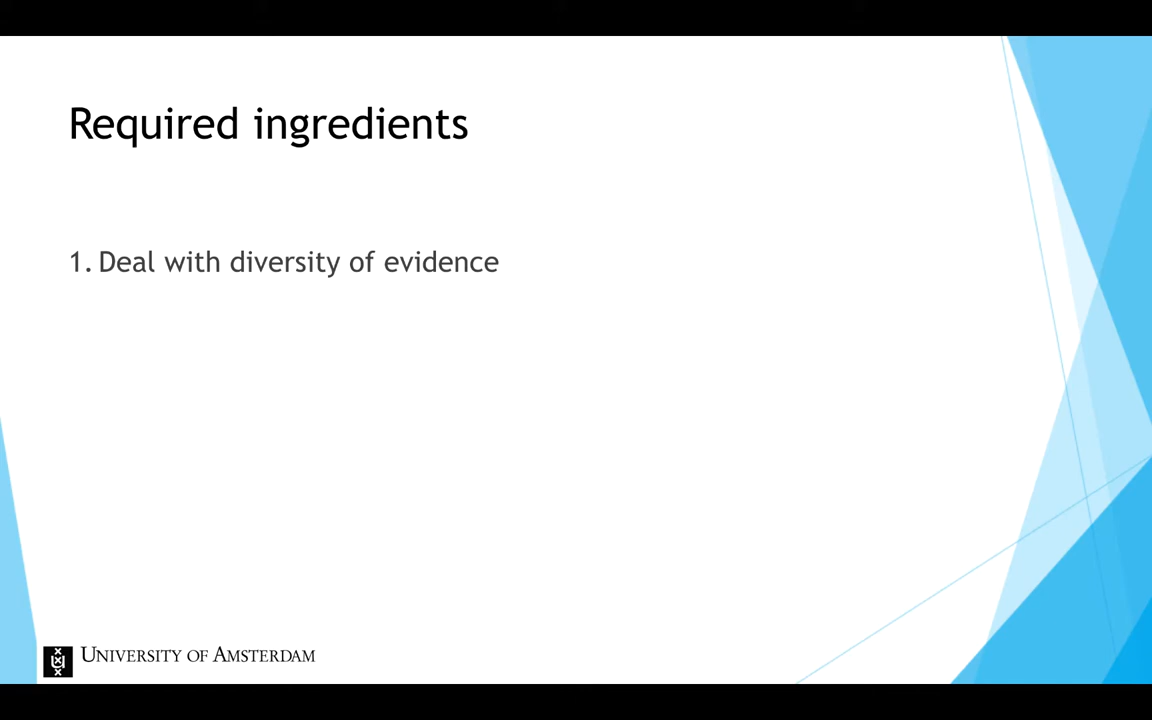 Required ingredients
1. Deal with diversity of evidence
UNIVERSITY OF AMSTERDAM